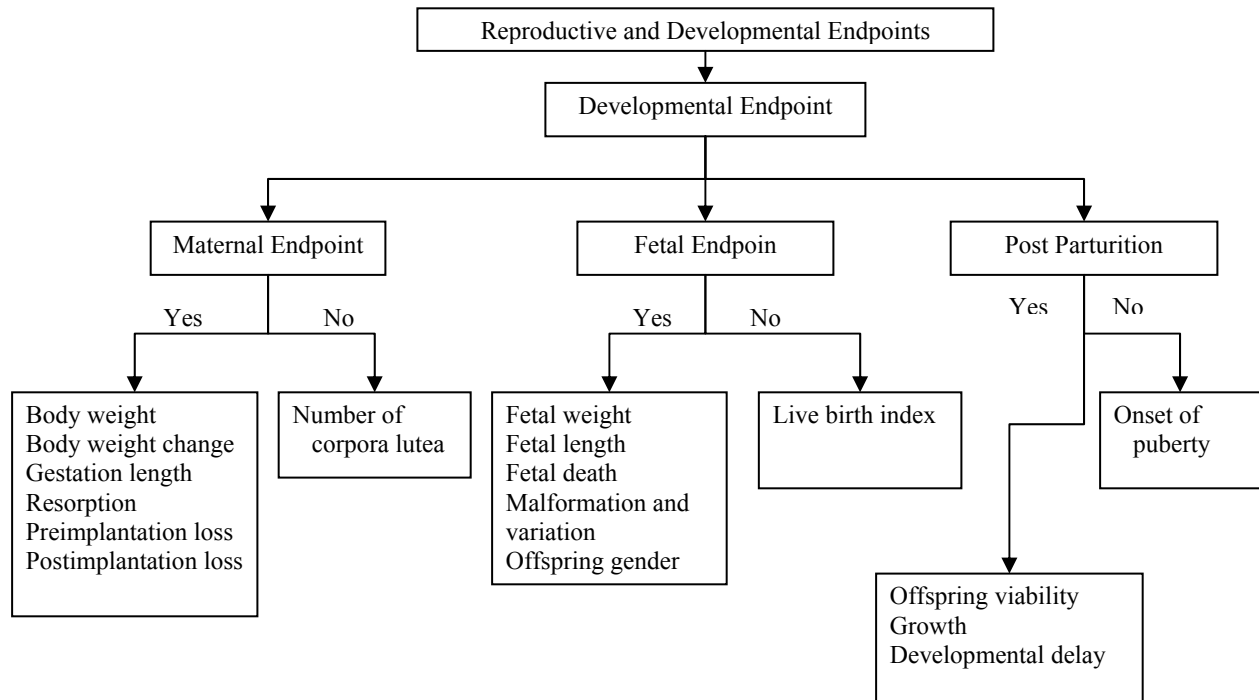 Reproductive and Developmental Endpoints
Developmental Endpoint
Maternal Endpoint
Fetal Endpoin
Post Parturition
Yes
No
Yes
No
Yes
No
Body weight
Body weight change
Gestation length
Resorption
Preimplantation loss
Postimplantation loss
Number of
corpora lutea
Fetal weight
Fetal length
Fetal death
Malformation and
variation
Offspring gender
Live birth index
Onset of
puberty
Offspring viability
Growth
Developmental delay